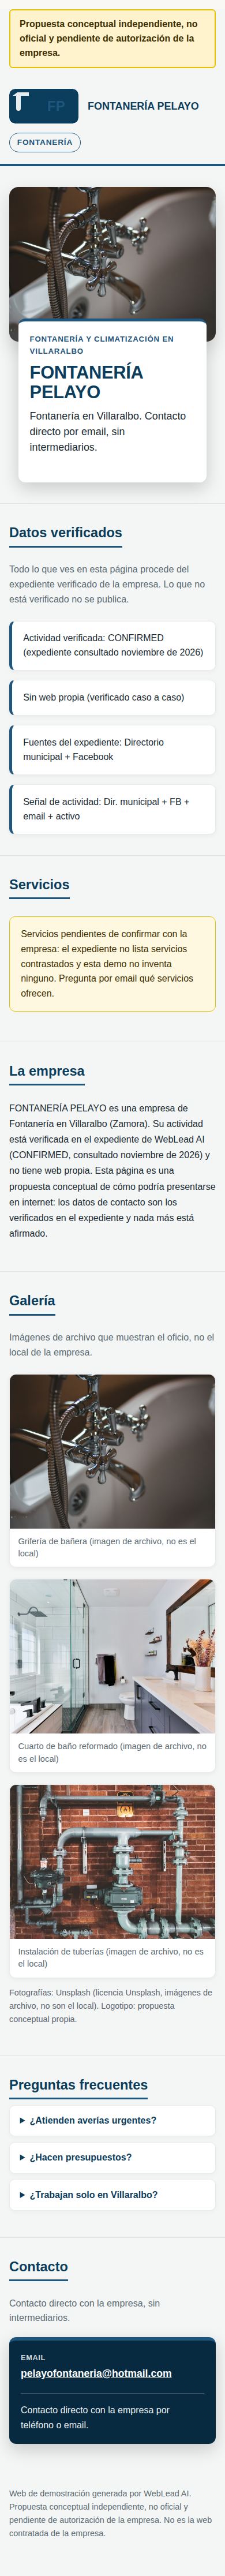 Propuesta conceptual independiente, no
oficial y pendiente de autorización de la
empresa.
FP
FONTANERÍA PELAYO
FONTANERÍA
FONTANERÍA Y CLIMATIZACIÓN EN
VILLARALBO
FONTANERÍA
PELAYO
Fontanería en Villaralbo. Contacto
directo por email, sin
intermediarios.
Datos verificados
Todo lo que ves en esta página procede del
expediente verificado de la empresa. Lo que no
está verificado no se publica.
Actividad verificada: CONFIRMED
(expediente consultado noviembre de 2026)
Sin web propia (verificado caso a caso)
Fuentes del expediente: Directorio
municipal + Facebook
Señal de actividad: Dir. municipal + FB +
email + activo
Servicios
Servicios pendientes de confirmar con la
empresa: el expediente no lista servicios
contrastados y esta demo no inventa
ninguno. Pregunta por email qué servicios
ofrecen.
La empresa
FONTANERÍA PELAYO es una empresa de
Fontanería en Villaralbo (Zamora). Su actividad
está verificada en el expediente de WebLead AI
(CONFIRMED, consultado noviembre de 2026) y
no tiene web propia. Esta página es una
propuesta conceptual de cómo podría presentarse
en internet: los datos de contacto son los
verificados en el expediente y nada más está
afirmado.
Galería
Imágenes de archivo que muestran el oficio, no el
local de la empresa.
Grifería de bañera (imagen de archivo, no es el
local)
Cuarto de baño reformado (imagen de archivo, no
es el local)
Instalación de tuberías (imagen de archivo, no es
el local)
Fotografías: Unsplash (licencia Unsplash, imágenes de
archivo, no son el local). Logotipo: propuesta
conceptual propia.
Preguntas frecuentes
¿Atienden averías urgentes?
¿Hacen presupuestos?
¿Trabajan solo en Villaralbo?
Contacto
Contacto directo con la empresa, sin
intermediarios.
EMAIL
pelayofontaneria@hotmail.com
Contacto directo con la empresa por
teléfono o email.
Web de demostración generada por WebLead AI.
Propuesta conceptual independiente, no oficial y
pendiente de autorización de la empresa. No es la web
contratada de la empresa.